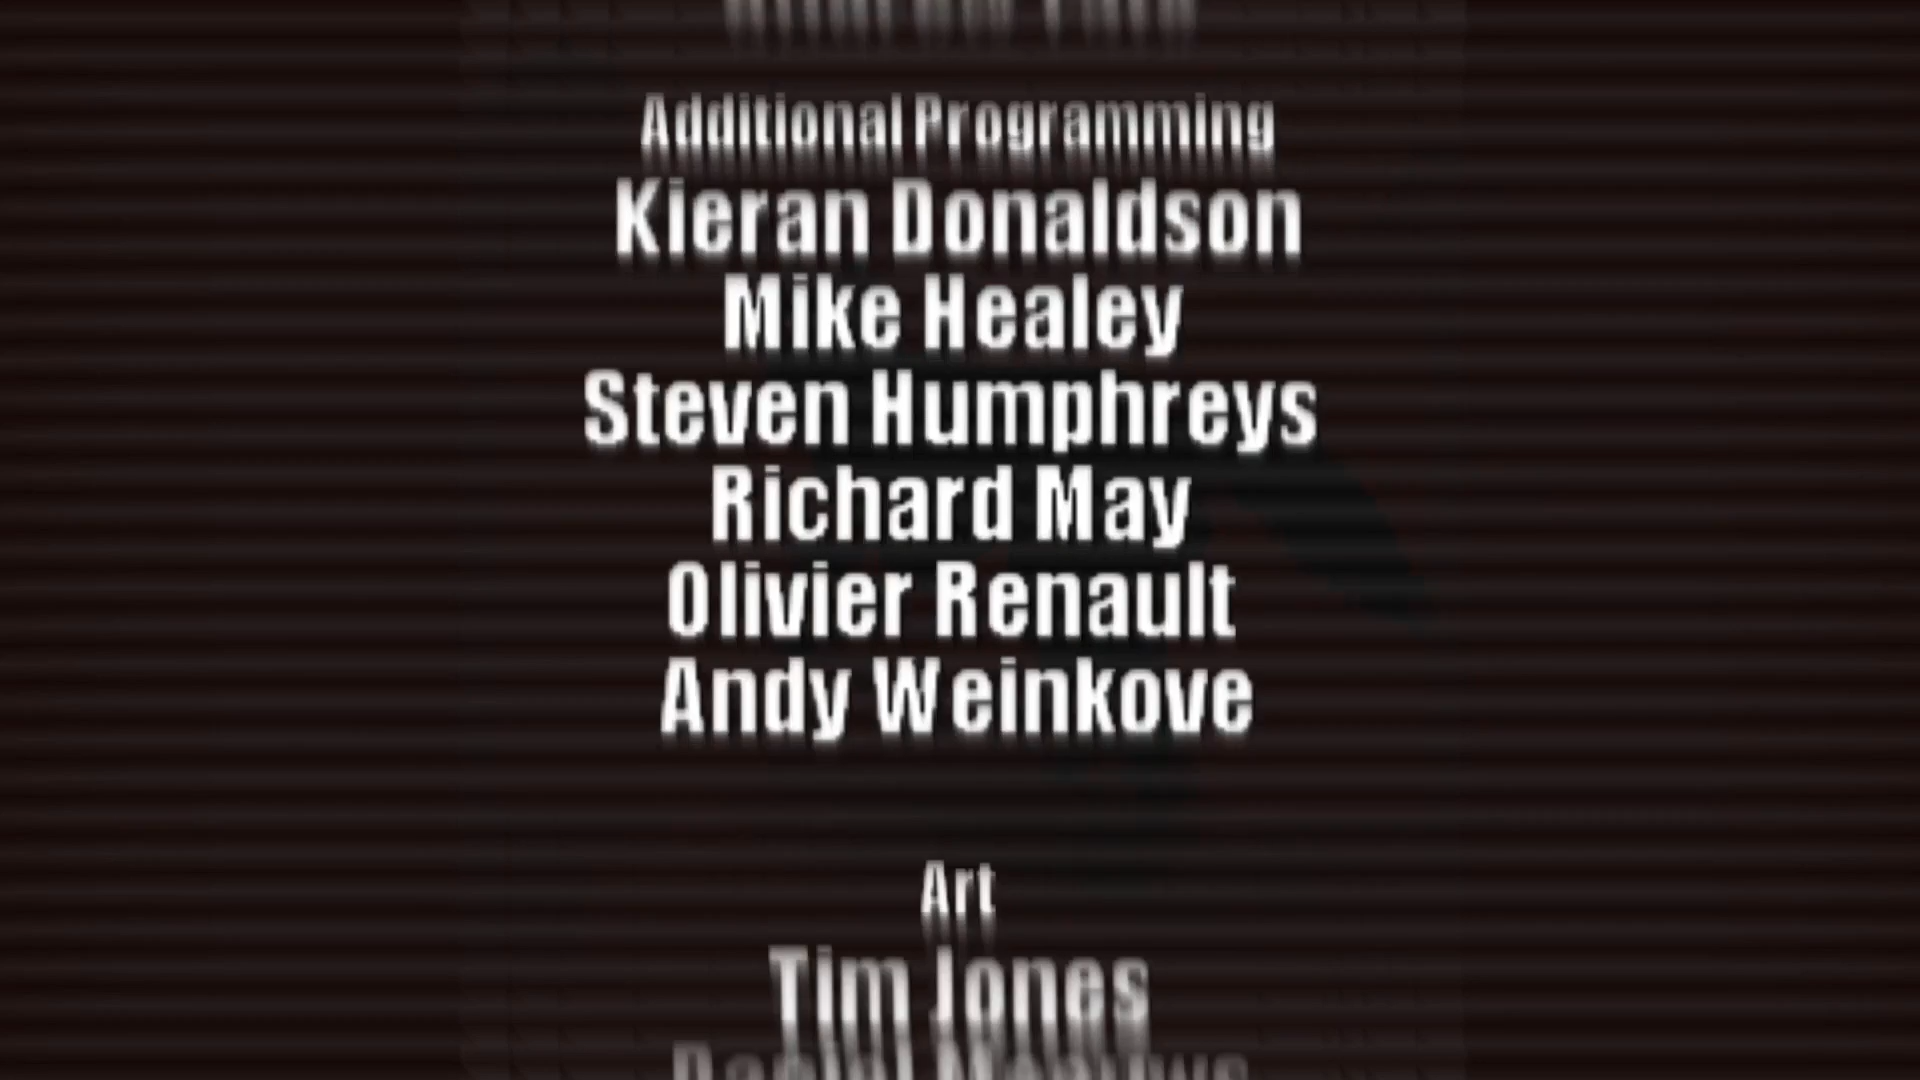 Additional Programming
Kieran Donaldson
Mike Healey
Steven Humphreys
Richard May
Olivier Renault
Andy Weinkove
Art
Tim Jones